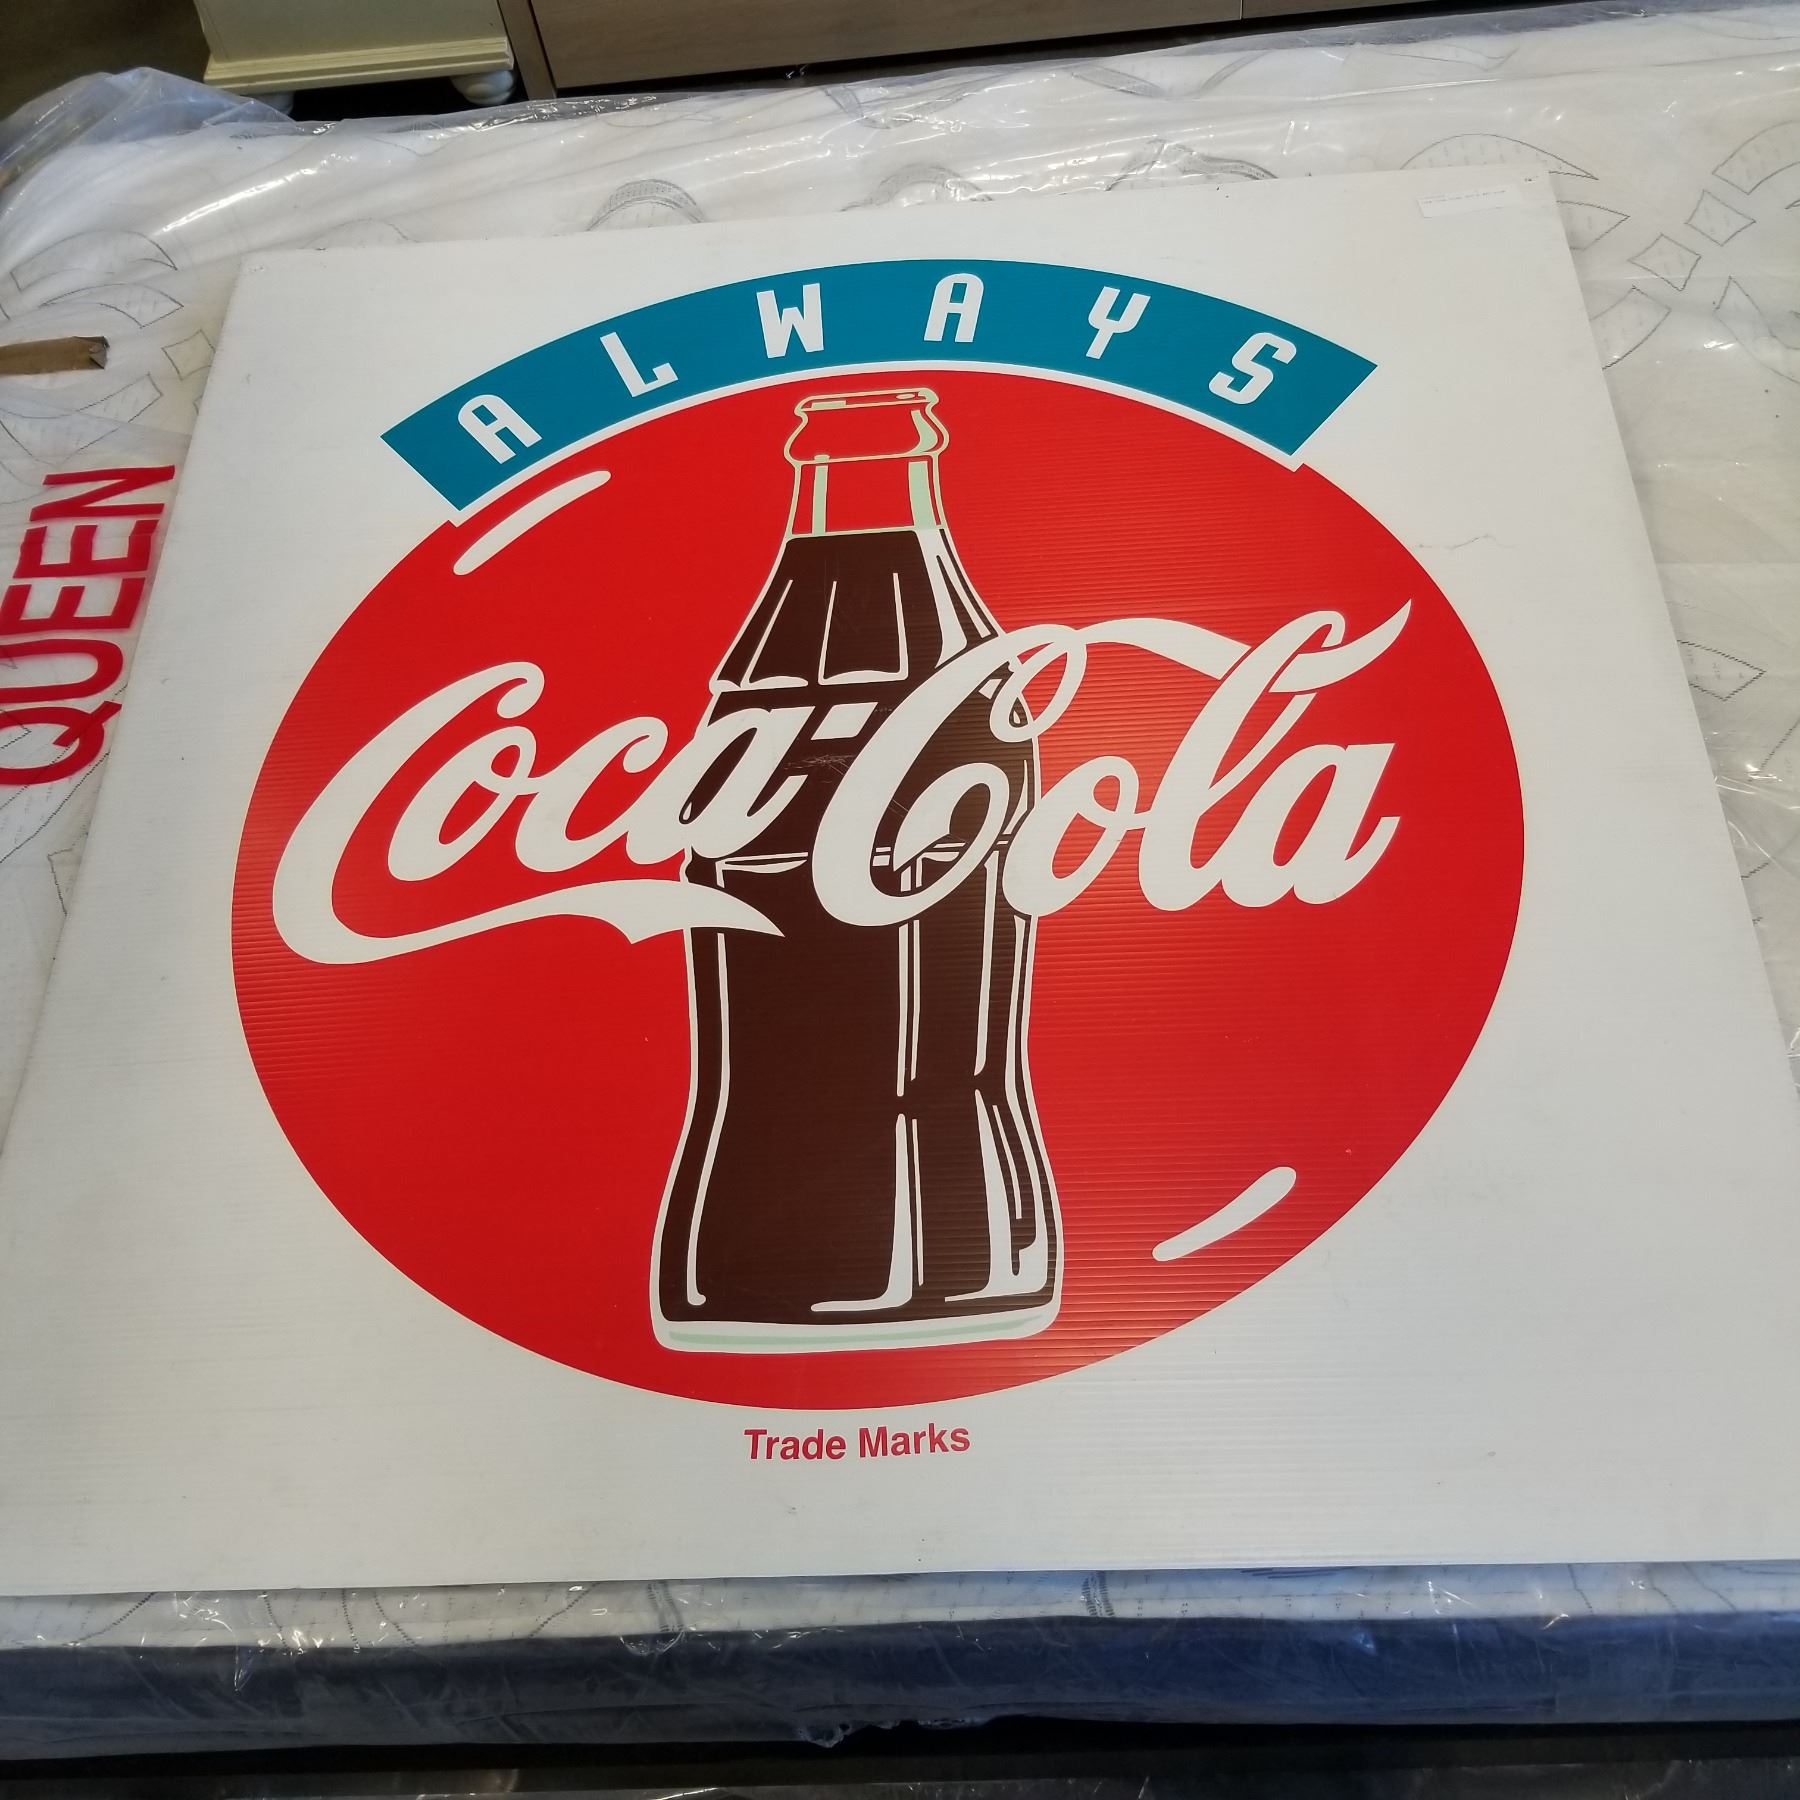 ALWAYS
Coca-Cola
Trade Marks
QUEEN